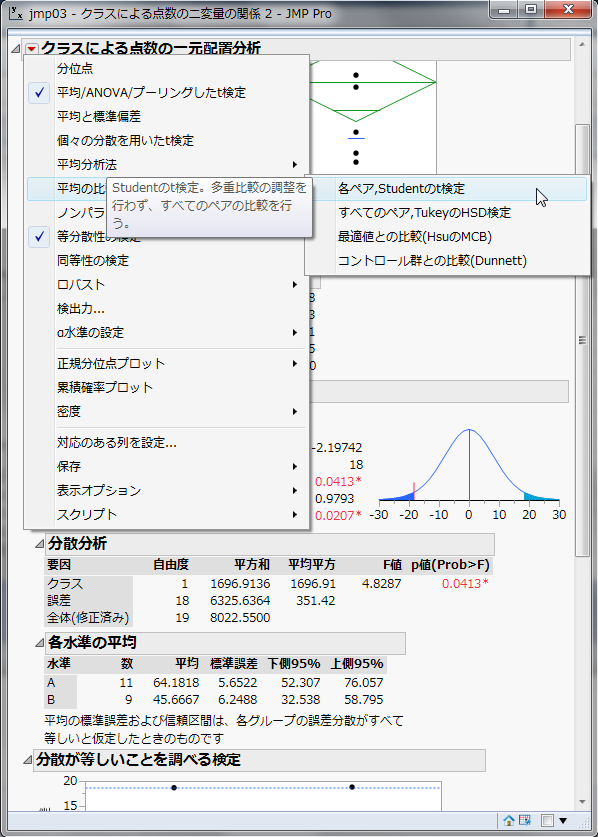 jmp03 - クラスによる点数の二変量の関係 2 - JMP Pro
クラスによる点数の一元配置分析
分位点
平均/ANOVA/プーリングしたt検定
平均と標準偏差
個々の分散を用いたt検定
平均分析法
平均の比
Studentのt検定。多重比較の調整を
行わず、すべてのペアの比較を行
う。
各ペア,Studentのt検定
すべてのペア,TukeyのHSD検定
最適値との比較(HsuのMCB)
コントロール群との比較(Dunnett)
ノンパラ
等分散性の検定
同等性の検定
ロバスト
検出力...
α水準の設定
正規分位点プロット
累積確率プロット
密度
対応のある列を設定...
保存
表示オプション
スクリプト
8
3
1
5
0
-2.19742
18
0.0413*
0.9793
0.0207*
-30 -20 -10 0 10 20 30
分散分析
要因 自由度 平方和 平均平方 F値 p値(Prob>F)
クラス 1 1696.9136 1696.91 4.8287 0.0413*
誤差 18 6325.6364 351.42
全体(修正済み) 19 8022.5500
各水準の平均
水準 数 平均 標準誤差 下側95% 上側95%
A 11 64.1818 5.6522 52.307 76.057
B 9 45.6667 6.2488 32.538 58.795
平均の標準誤差および信頼区間は、各グループの誤差分散がすべて
等しいと仮定したときのものです
分散が等しいことを調べる検定
20
15